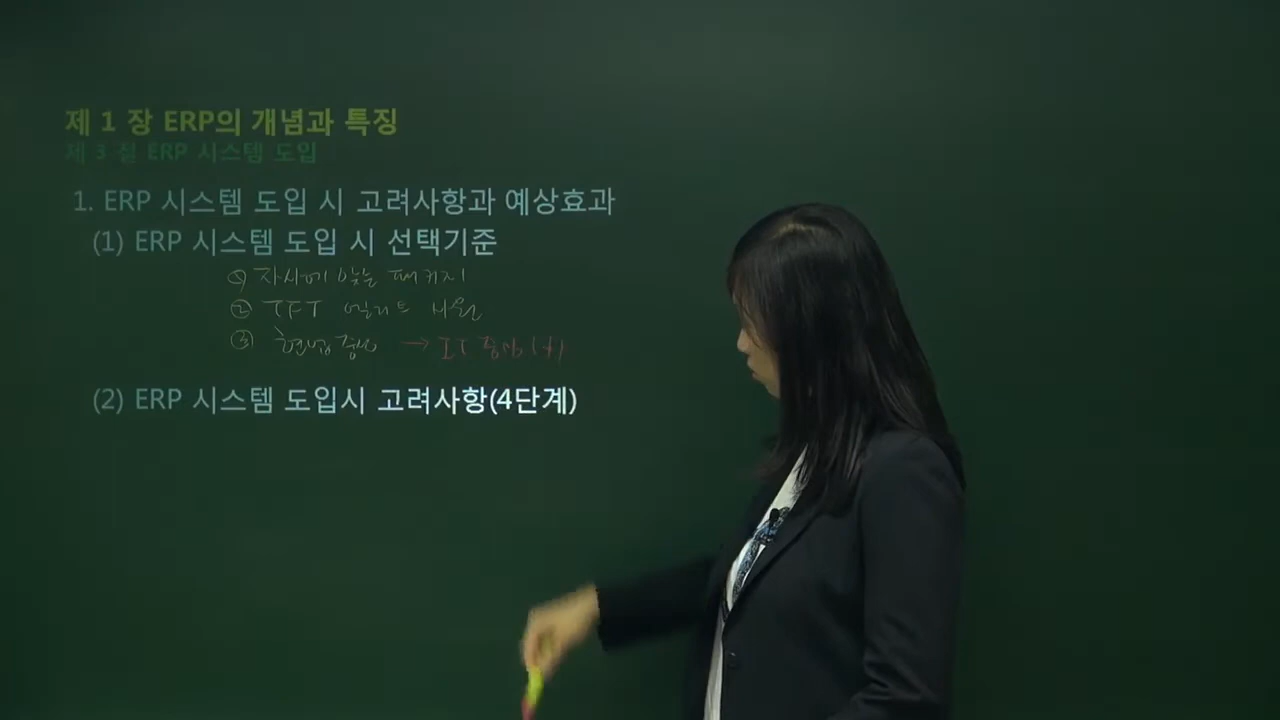 제 1 장 ERP의 개념과 특징
제 3 절 ERP 시스템 도입
1. ERP 시스템 도입 시 고려사항과 예상효과
(1) ERP 시스템 도입 시 선택기준
① 자사에 맞는 패키지
② TFT 엘리트 사원
③ 현업중심 → IT 중심(X)
(2) ERP 시스템 도입시 고려사항(4단계)